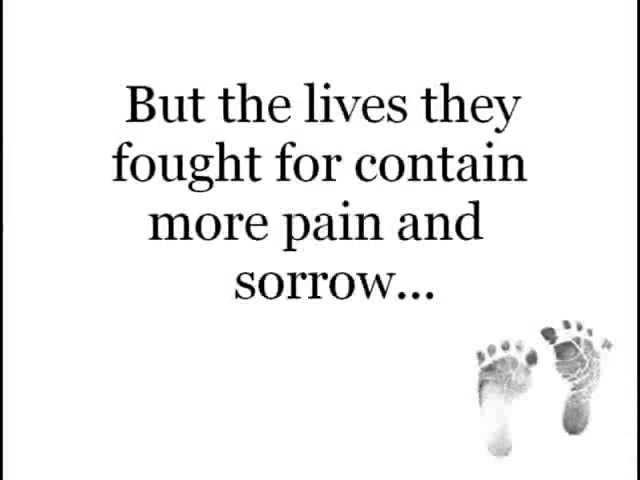 But the lives they
fought for contain
more pain and
sorrow...